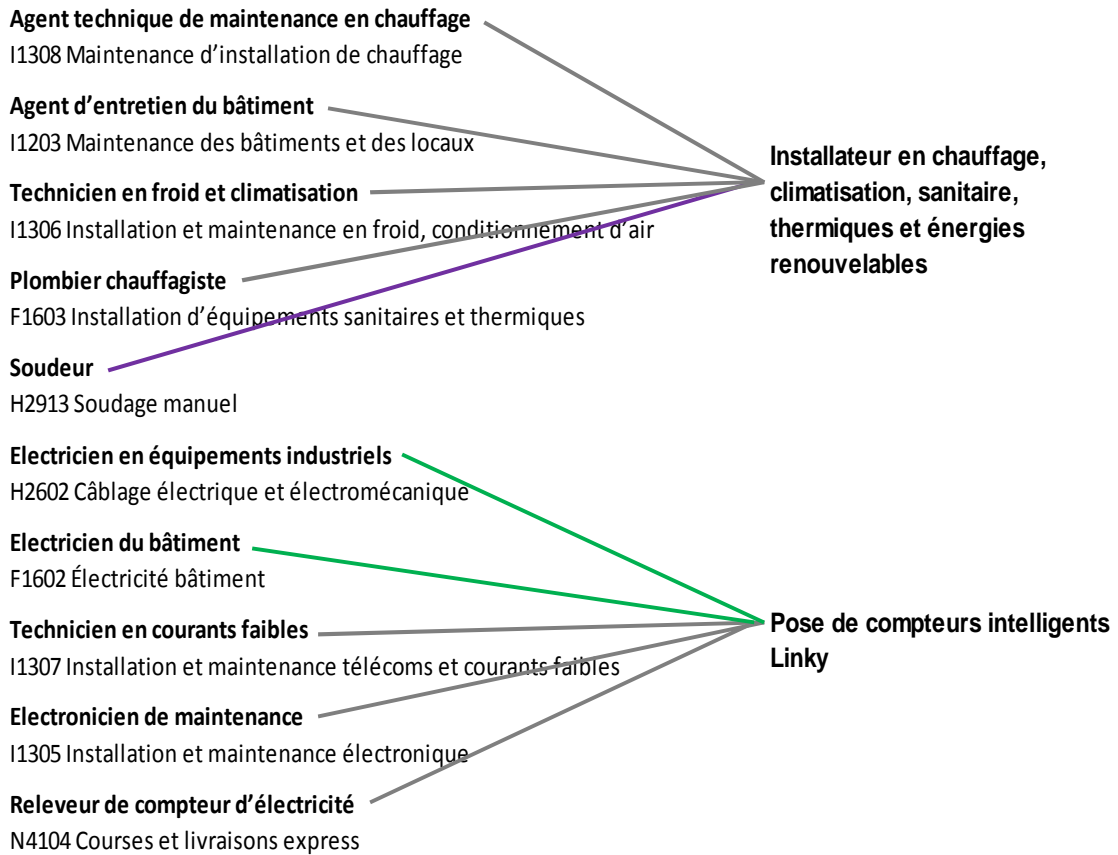 Agent technique de maintenance en chauffage
I1308 Maintenance d’installation de chauffage
Agent d’entretien du bâtiment
I1203 Maintenance des bâtiments et des locaux
Technicien en froid et climatisation
I1306 Installation et maintenance en froid, conditionnement d’air
Plombier chauffagiste
F1603 Installation d’équipements sanitaires et thermiques
Soudeur
H2913 Soudage manuel
Installateur en chauffage,
climatisation, sanitaire,
thermiques et énergies
renouvelables
Electricien en équipements industriels
H2602 Câblage électrique et électromécanique
Electricien du bâtiment
F1602 Électricité bâtiment
Technicien en courants faibles
I1307 Installation et maintenance télécoms et courants faibles
Electronicien de maintenance
I1305 Installation et maintenance électronique
Releveur de compteur d’électricité
N4104 Courses et livraisons express
Pose de compteurs intelligents
Linky